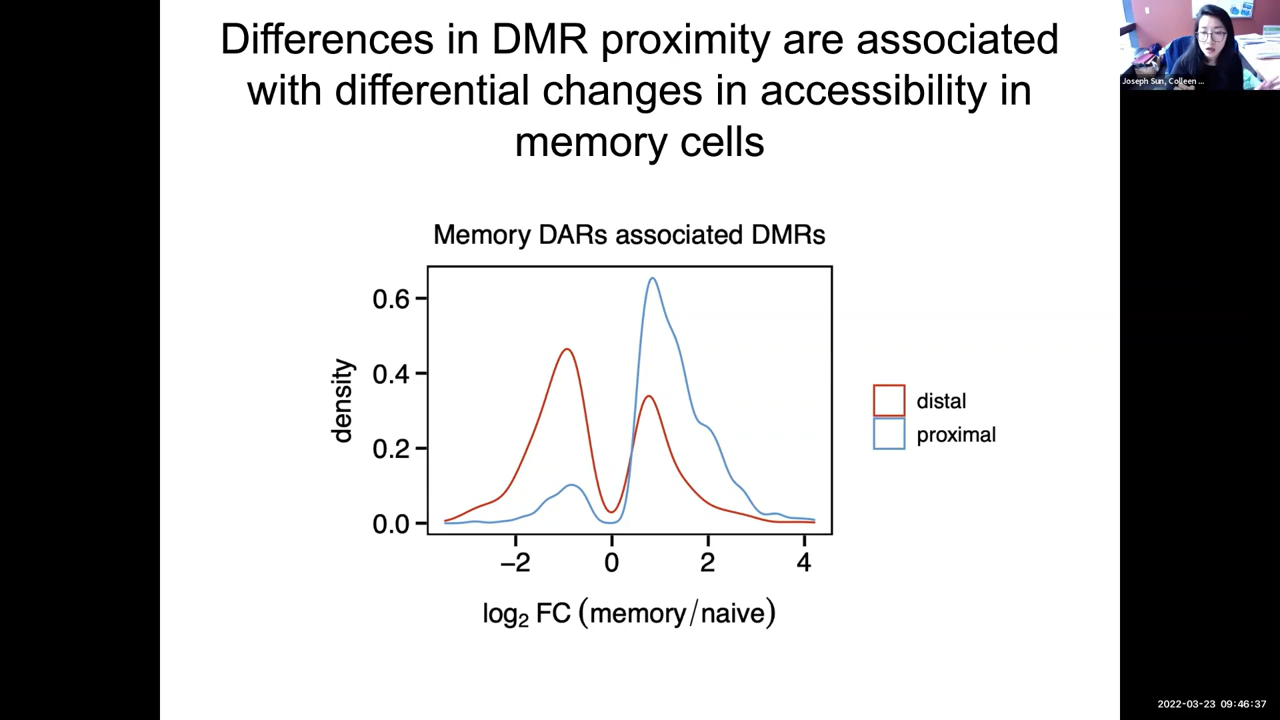 Differences in DMR proximity are associated
with differential changes in accessibility in
memory cells
Joseph Sun, Colleen ...
Memory DARs associated DMRs
0.6
0.4
0.2
0.0
density
distal
proximal
−2 0 2 4
log₂ FC (memory/naive)
2022-03-23 09:46:37